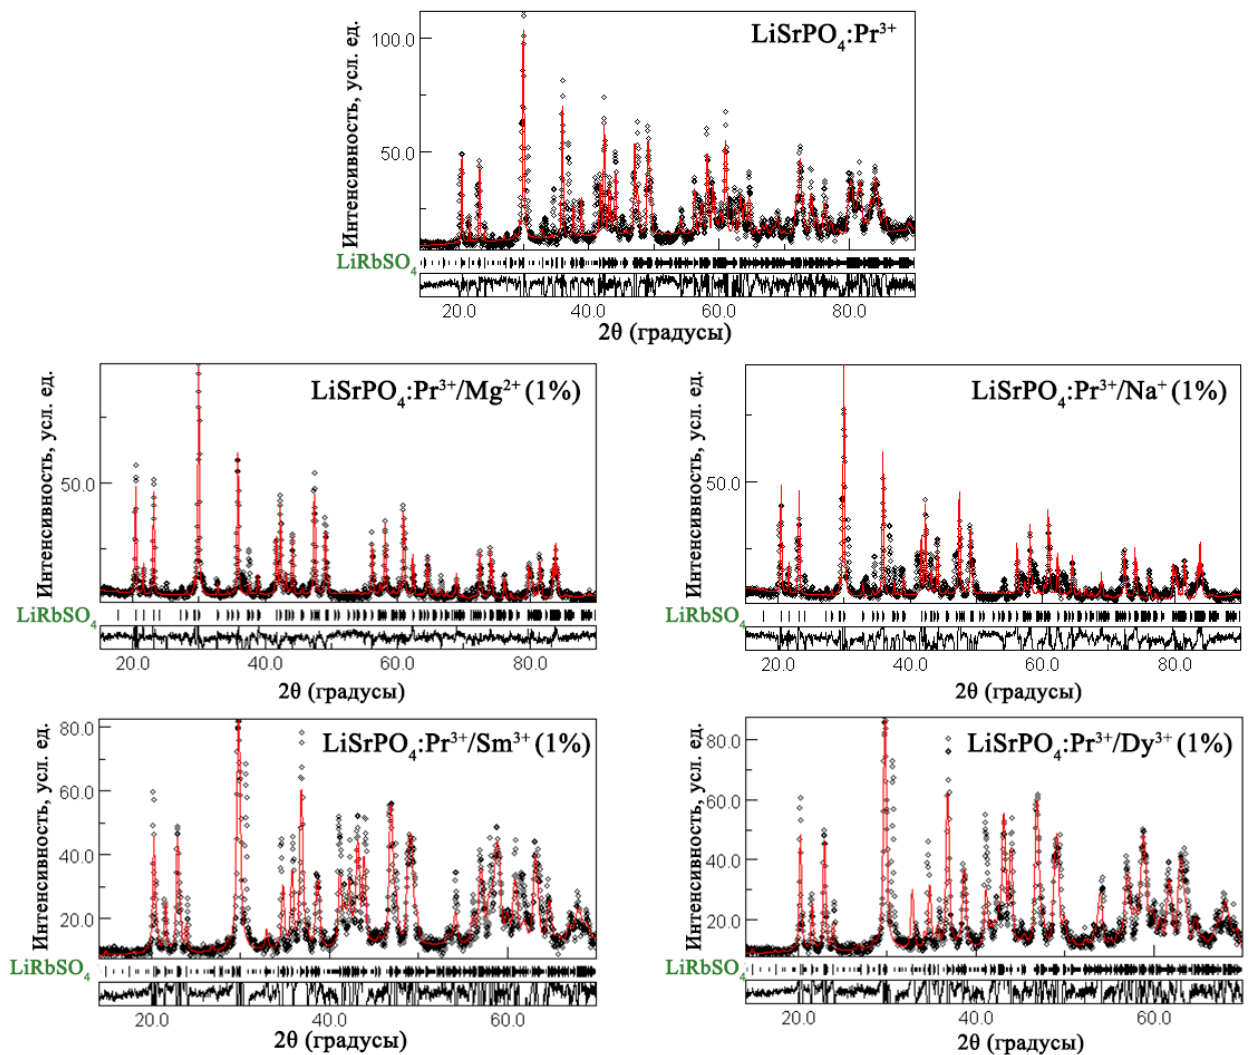 LiSrPO₄:Pr³⁺
Интенсивность, усл. ед.
100.0
50.0
LiRbSO₄
20.0 40.0 60.0 80.0
2θ (градусы)
LiSrPO₄:Pr³⁺/Mg²⁺ (1%)
Интенсивность, усл. ед.
50.0
LiRbSO₄
20.0 40.0 60.0 80.0
2θ (градусы)
LiSrPO₄:Pr³⁺/Na⁺ (1%)
Интенсивность, усл. ед.
50.0
LiRbSO₄
20.0 40.0 60.0 80.0
2θ (градусы)
LiSrPO₄:Pr³⁺/Sm³⁺ (1%)
Интенсивность, усл. ед.
80.0
60.0
40.0
20.0
LiRbSO₄
20.0 40.0 60.0
2θ (градусы)
LiSrPO₄:Pr³⁺/Dy³⁺ (1%)
Интенсивность, усл. ед.
80.0
60.0
40.0
20.0
LiRbSO₄
20.0 40.0 60.0
2θ (градусы)